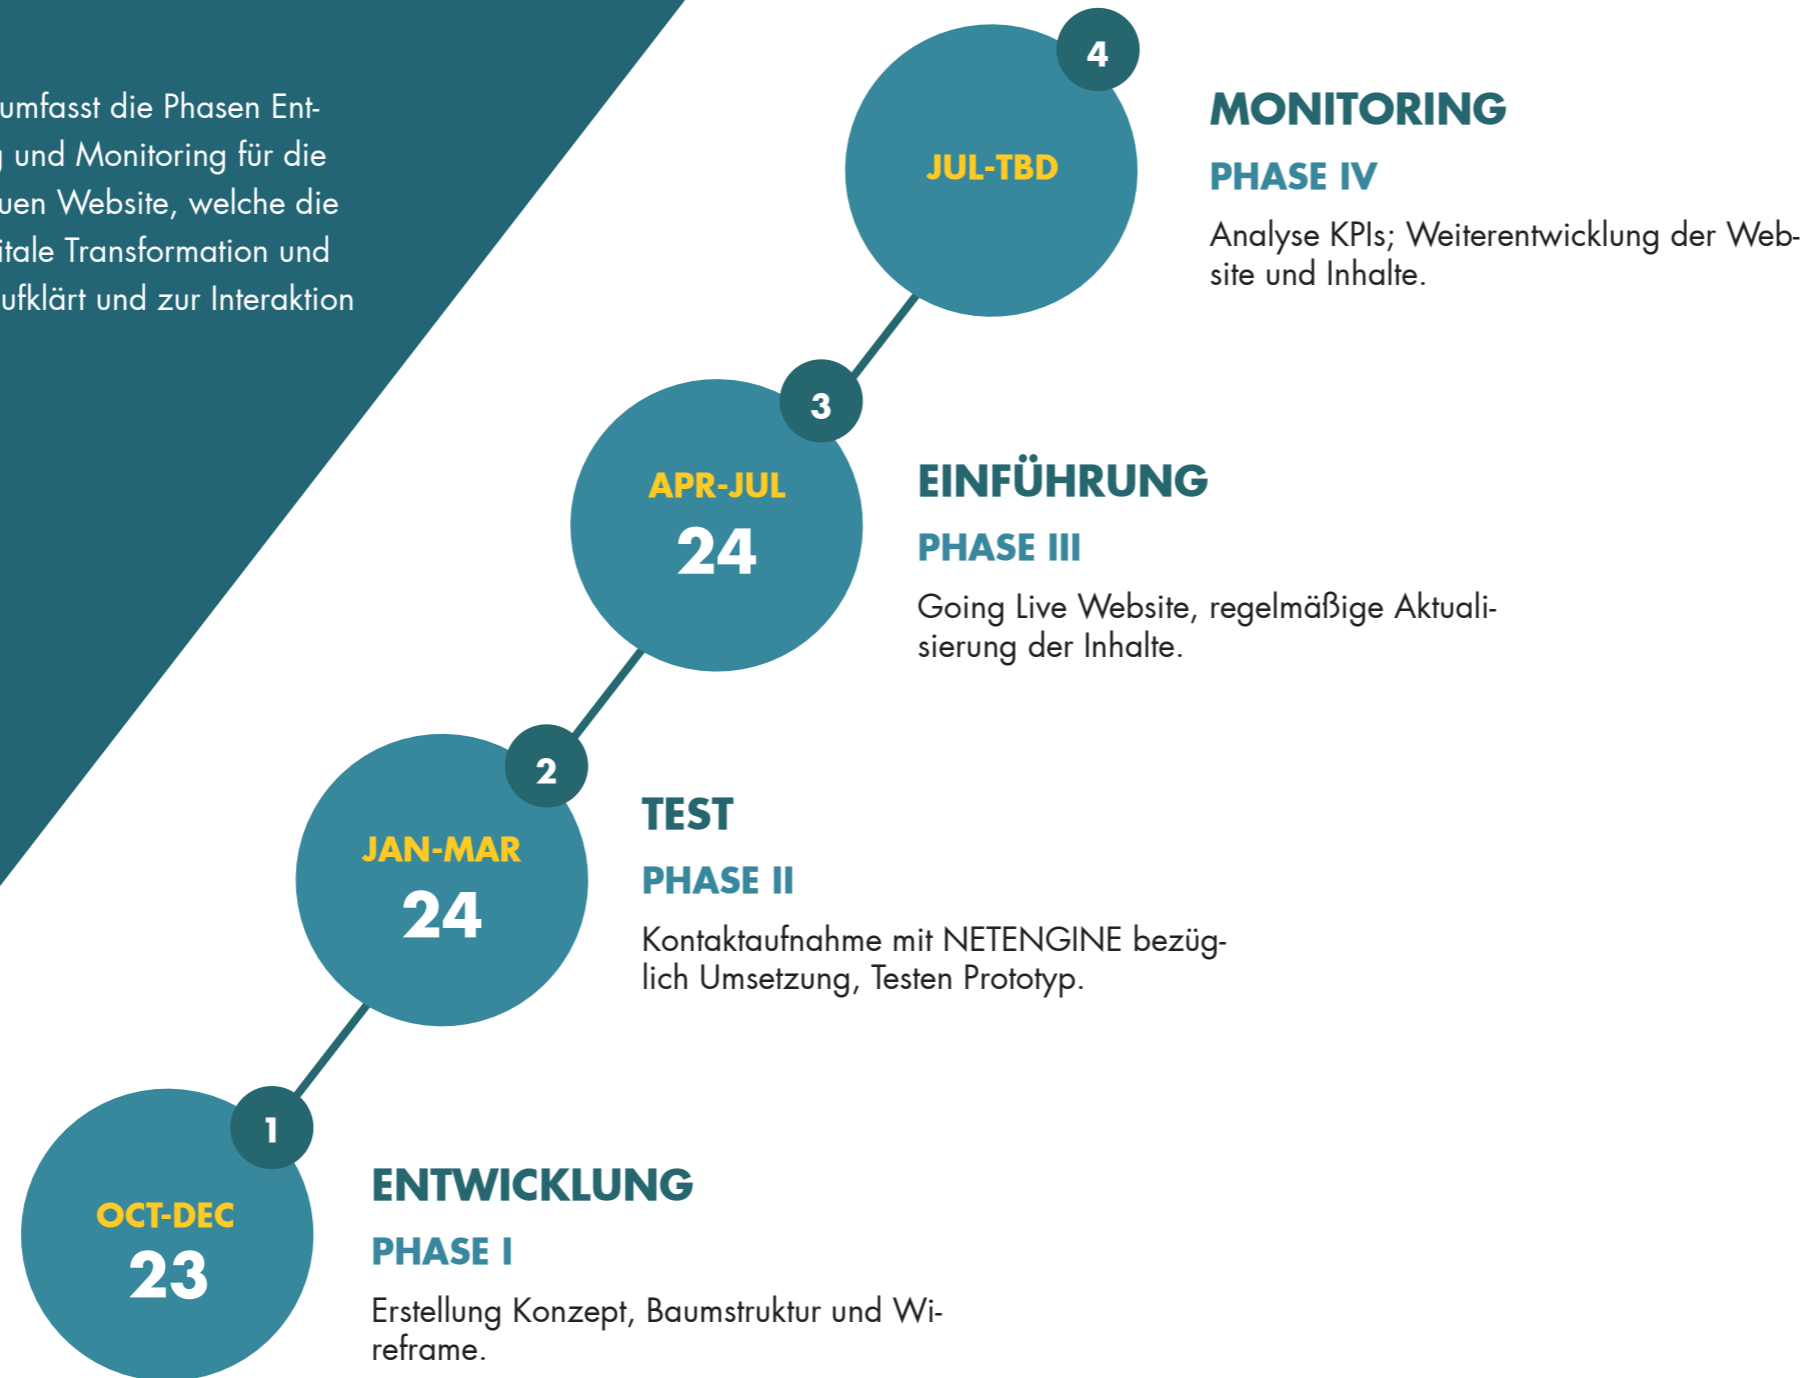 umfasst die Phasen Ent-
und Monitoring für die
Website, welche die
Transformation und
und zur Interaktion
4
JUL-TBD
MONITORING
PHASE IV
Analyse KPIs; Weiterentwicklung der Web-
site und Inhalte.
3
APR-JUL
24
EINFÜHRUNG
PHASE III
Going Live Website, regelmäßige Aktuali-
sierung der Inhalte.
2
JAN-MAR
24
TEST
PHASE II
Kontaktaufnahme mit NETENGINE bezüg-
lich Umsetzung, Testen Prototyp.
1
OCT-DEC
23
ENTWICKLUNG
PHASE I
Erstellung Konzept, Baumstruktur und Wi-
reframe.